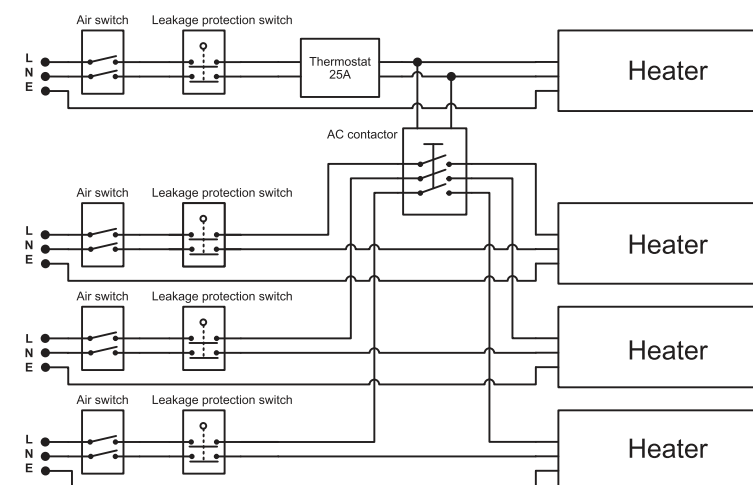 Air switch Leakage protection switch
L
N
E
Thermostat
25A
Heater
AC contactor
Air switch Leakage protection switch
L
N
E
Heater
Air switch Leakage protection switch
L
N
E
Heater
Air switch Leakage protection switch
L
N
E
Heater